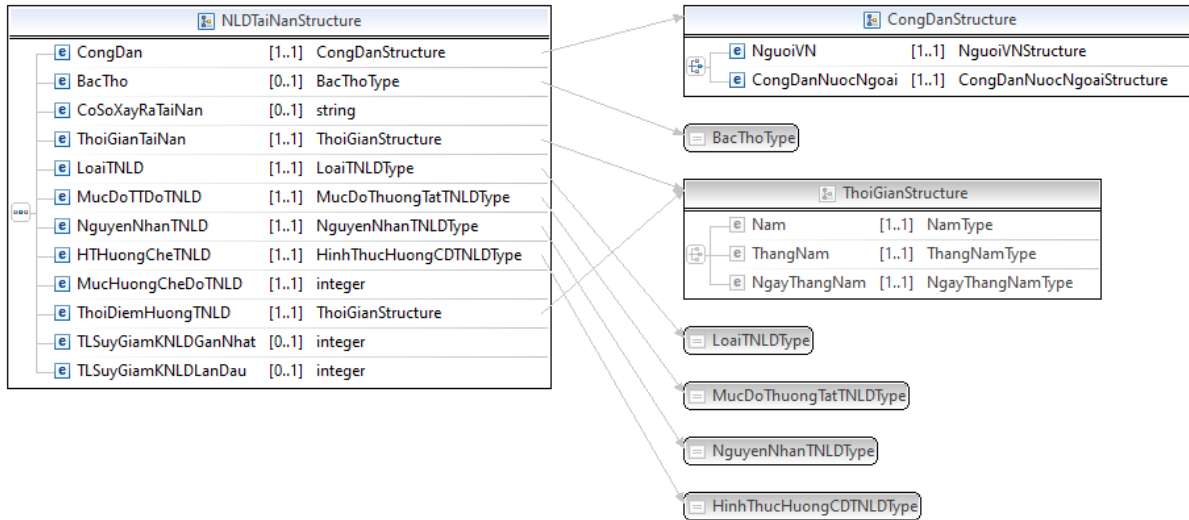 NLDTaiNanStructure
e CongDan [1..1] CongDanStructure
e BacTho [0..1] BacThoType
e CoSoXayRaTaiNan [0..1] string
e ThoiGianTaiNan [1..1] ThoiGianStructure
e LoaiTNLD [1..1] LoaiTNLDType
e MucDoTTDoTNLD [1..1] MucDoThuongTatTNLDType
e NguyenNhanTNLD [1..1] NguyenNhanTNLDType
e HTHuongCheTNLD [1..1] HinhThucHuongCDTNLDType
e MucHuongCheDoTNLD [1..1] integer
e ThoiDiemHuongTNLD [1..1] ThoiGianStructure
e TLSuyGiamKNLDGanNhat [0..1] integer
e TLSuyGiamKNLDLanDau [0..1] integer
CongDanStructure
e NguoiVN [1..1] NguoiVNStructure
e CongDanNuocNgoai [1..1] CongDanNuocNgoaiStructure
BacThoType
ThoiGianStructure
e Nam [1..1] NamType
e ThangNam [1..1] ThangNamType
e NgayThangNam [1..1] NgayThangNamType
LoaiTNLDType
MucDoThuongTatTNLDType
NguyenNhanTNLDType
HinhThucHuongCDTNLDType